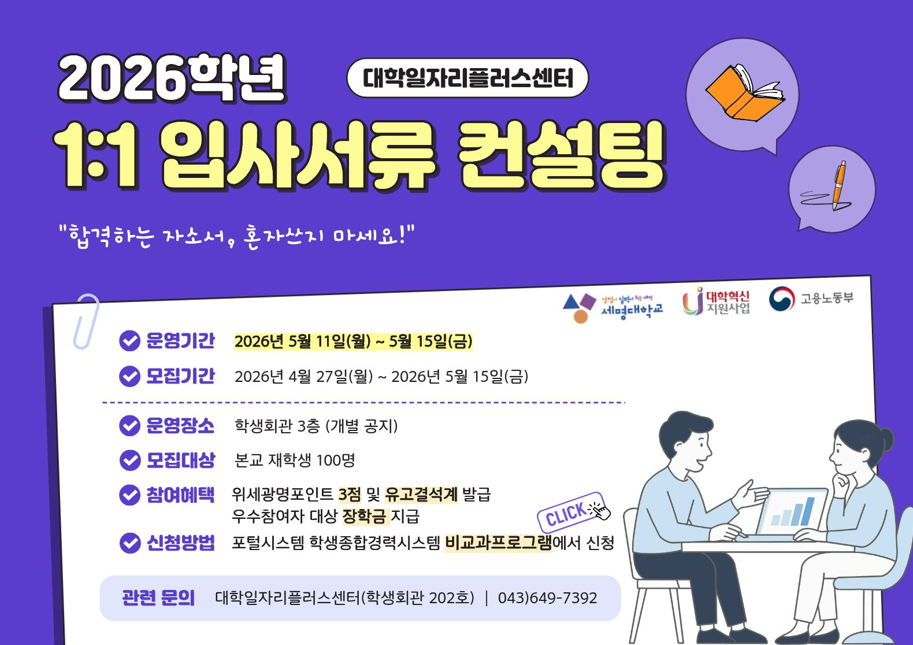 2026학년
대학일자리플러스센터
1:1 입사서류 컨설팅
"합격하는 자소서, 혼자쓰지 마세요!"
세명대학교
대학혁신
지원사업
고용노동부
운영기간 2026년 5월 11일(월) ~ 5월 15일(금)
모집기간 2026년 4월 27일(월) ~ 2026년 5월 15일(금)
운영장소 학생회관 3층 (개별 공지)
모집대상 본교 재학생 100명
참여혜택 위세광명포인트 3점 및 유고결석계 발급
우수참여자 대상 장학금 지급
CLICK
신청방법 포털시스템 학생종합경력시스템 비교과프로그램에서 신청
관련 문의 대학일자리플러스센터(학생회관 202호) | 043)649-7392